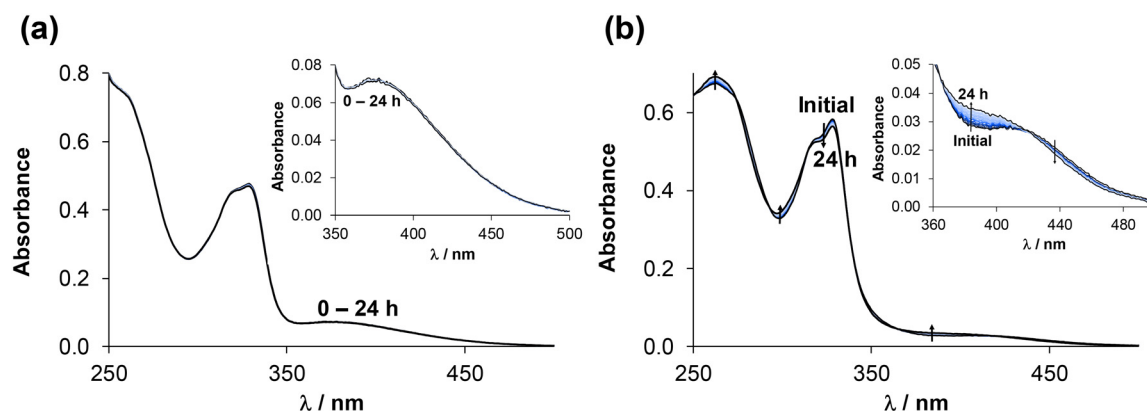 (a)
Absorbance
0.8
0.6
0.4
0.2
0.0
250
350
450
λ / nm
0 – 24 h
Absorbance
0.08
0.06
0.04
0.02
0.00
350
400
450
500
λ / nm
0 – 24 h
(b)
Absorbance
0.6
0.4
0.2
0.0
250
350
450
λ / nm
Initial
24 h
Absorbance
0.05
0.04
0.03
0.02
0.01
0.00
360
400
440
480
λ / nm
24 h
Initial